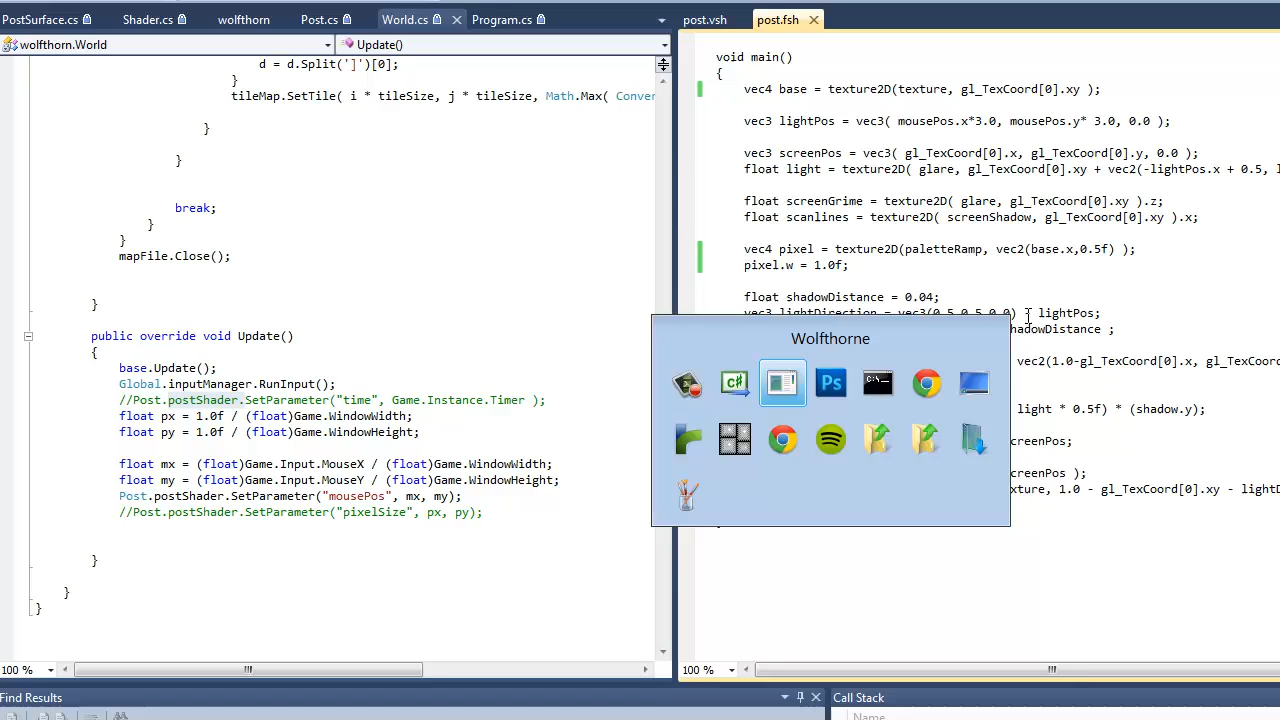 PostSurface.cs Shader.cs wolfthorn Post.cs World.cs Program.cs post.vsh post.fsh
wolfthorn.World Update()
d = d.Split(']')[0];
}
tileMap.SetTile( i * tileSize, j * tileSize, Math.Max( Conver
}
}
break;
}
}
mapFile.Close();
}
public override void Update()
{
base.Update();
Global.inputManager.RunInput();
//Post.postShader.SetParameter("time", Game.Instance.Timer );
float px = 1.0f / (float)Game.WindowWidth;
float py = 1.0f / (float)Game.WindowHeight;
float mx = (float)Game.Input.MouseX / (float)Game.WindowWidth;
float my = (float)Game.Input.MouseY / (float)Game.WindowHeight;
Post.postShader.SetParameter("mousePos", mx, my);
//Post.postShader.SetParameter("pixelSize", px, py);
}
}
}
100 %
void main()
{
vec4 base = texture2D(texture, gl_TexCoord[0].xy );
vec3 lightPos = vec3( mousePos.x*3.0, mousePos.y* 3.0, 0.0 );
vec3 screenPos = vec3( gl_TexCoord[0].x, gl_TexCoord[0].y, 0.0 );
float light = texture2D( glare, gl_TexCoord[0].xy + vec2(-lightPos.x + 0.5, l
float screenGrime = texture2D( glare, gl_TexCoord[0].xy ).z;
float scanlines = texture2D( screenShadow, gl_TexCoord[0].xy ).x;
vec4 pixel = texture2D(paletteRamp, vec2(base.x,0.5f) );
pixel.w = 1.0f;
float shadowDistance = 0.04;
vec3 lightDirection = vec3(0.5,0.5,0.0) - lightPos;
hadowDistance ;
vec2(1.0-gl_TexCoord[0].x, gl_TexCoord
light * 0.5f) * (shadow.y);
creenPos;
creenPos );
xture, 1.0 - gl_TexCoord[0].xy - lightD
Wolfthorne
C#
Ps
C:\
100 %
Find Results
Call Stack
Name